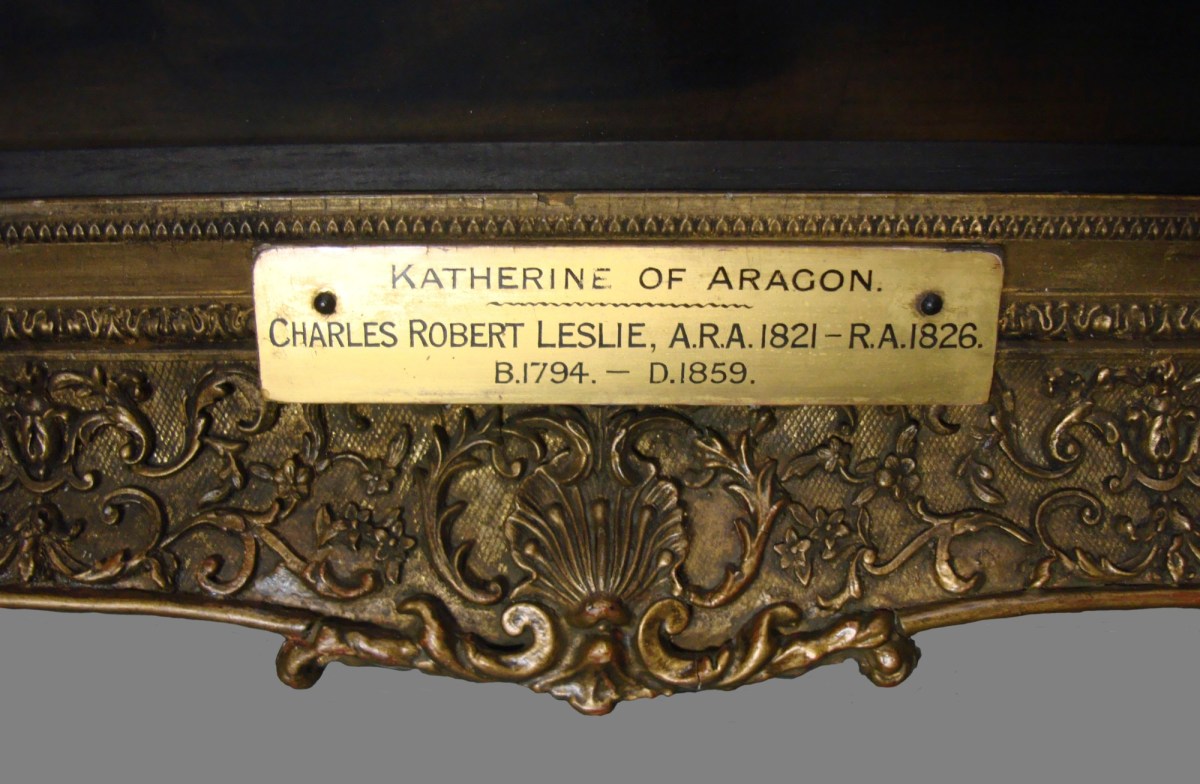 KATHERINE OF ARAGON.
CHARLES ROBERT LESLIE, A.R.A. 1821 – R.A. 1826.
B. 1794. — D. 1859.